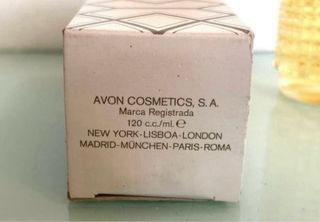 AVON COSMETICS, S.A.
Marca Registrada
120 c.c./ml.℮
NEW YORK-LISBOA-LONDON
MADRID-MÜNCHEN-PARIS-ROMA